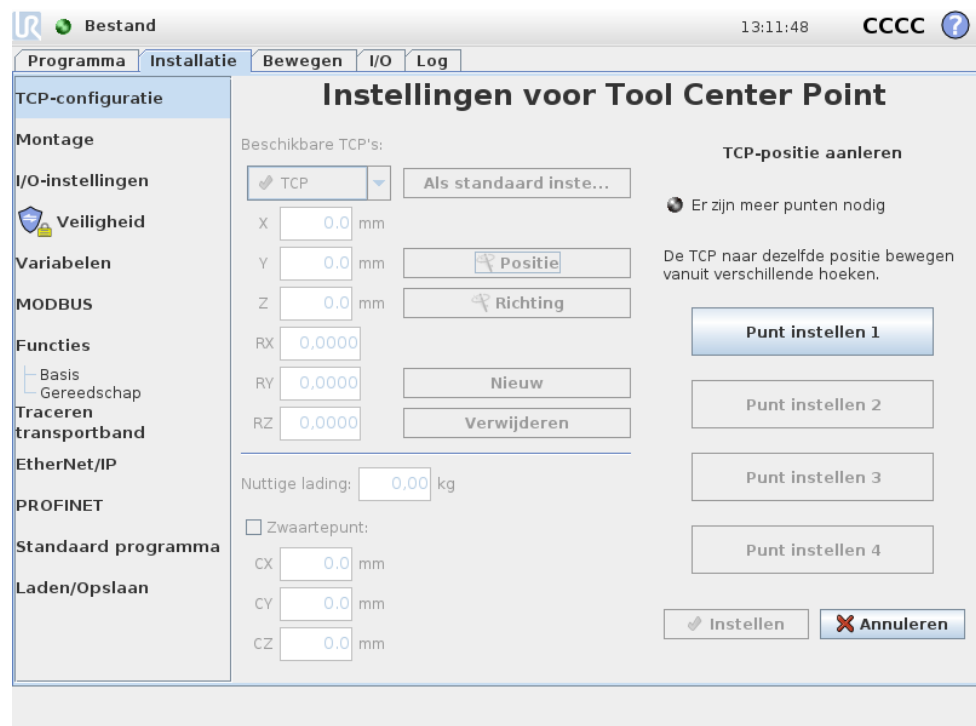 UR Bestand 13:11:48 CCCC ?
Programma Installatie Bewegen I/O Log
TCP-configuratie
Montage
I/O-instellingen
Veiligheid
Variabelen
MODBUS
Functies
Basis
Gereedschap
Traceren
transportband
EtherNet/IP
PROFINET
Standaard programma
Laden/Opslaan
Instellingen voor Tool Center Point
Beschikbare TCP's:
TCP Als standaard inste...
X 0.0 mm
Y 0.0 mm Positie
Z 0.0 mm Richting
RX 0,0000
RY 0,0000 Nieuw
RZ 0,0000 Verwijderen
Nuttige lading: 0,00 kg
Zwaartepunt:
CX 0.0 mm
CY 0.0 mm
CZ 0.0 mm
TCP-positie aanleren
Er zijn meer punten nodig
De TCP naar dezelfde positie bewegen
vanuit verschillende hoeken.
Punt instellen 1
Punt instellen 2
Punt instellen 3
Punt instellen 4
Instellen Annuleren